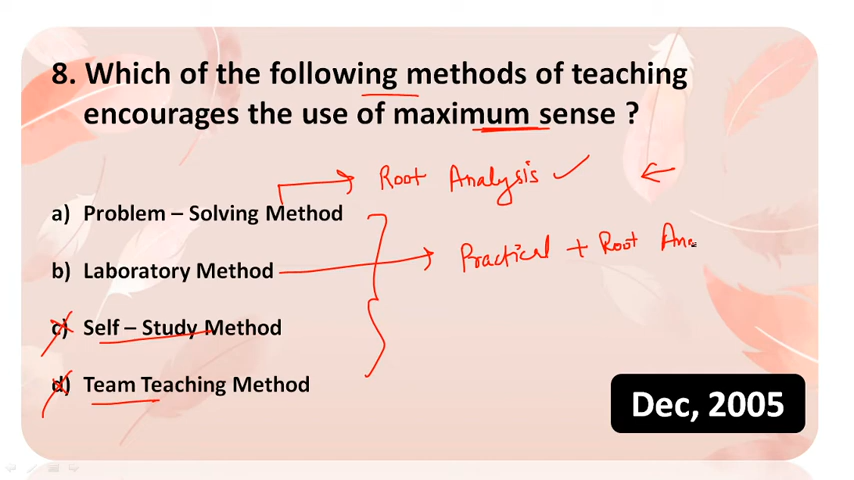 8. Which of the following methods of teaching
encourages the use of maximum sense ?
Root Analysis
a) Problem – Solving Method
Practical + Root Ana
b) Laboratory Method
c) Self – Study Method
d) Team Teaching Method
Dec, 2005